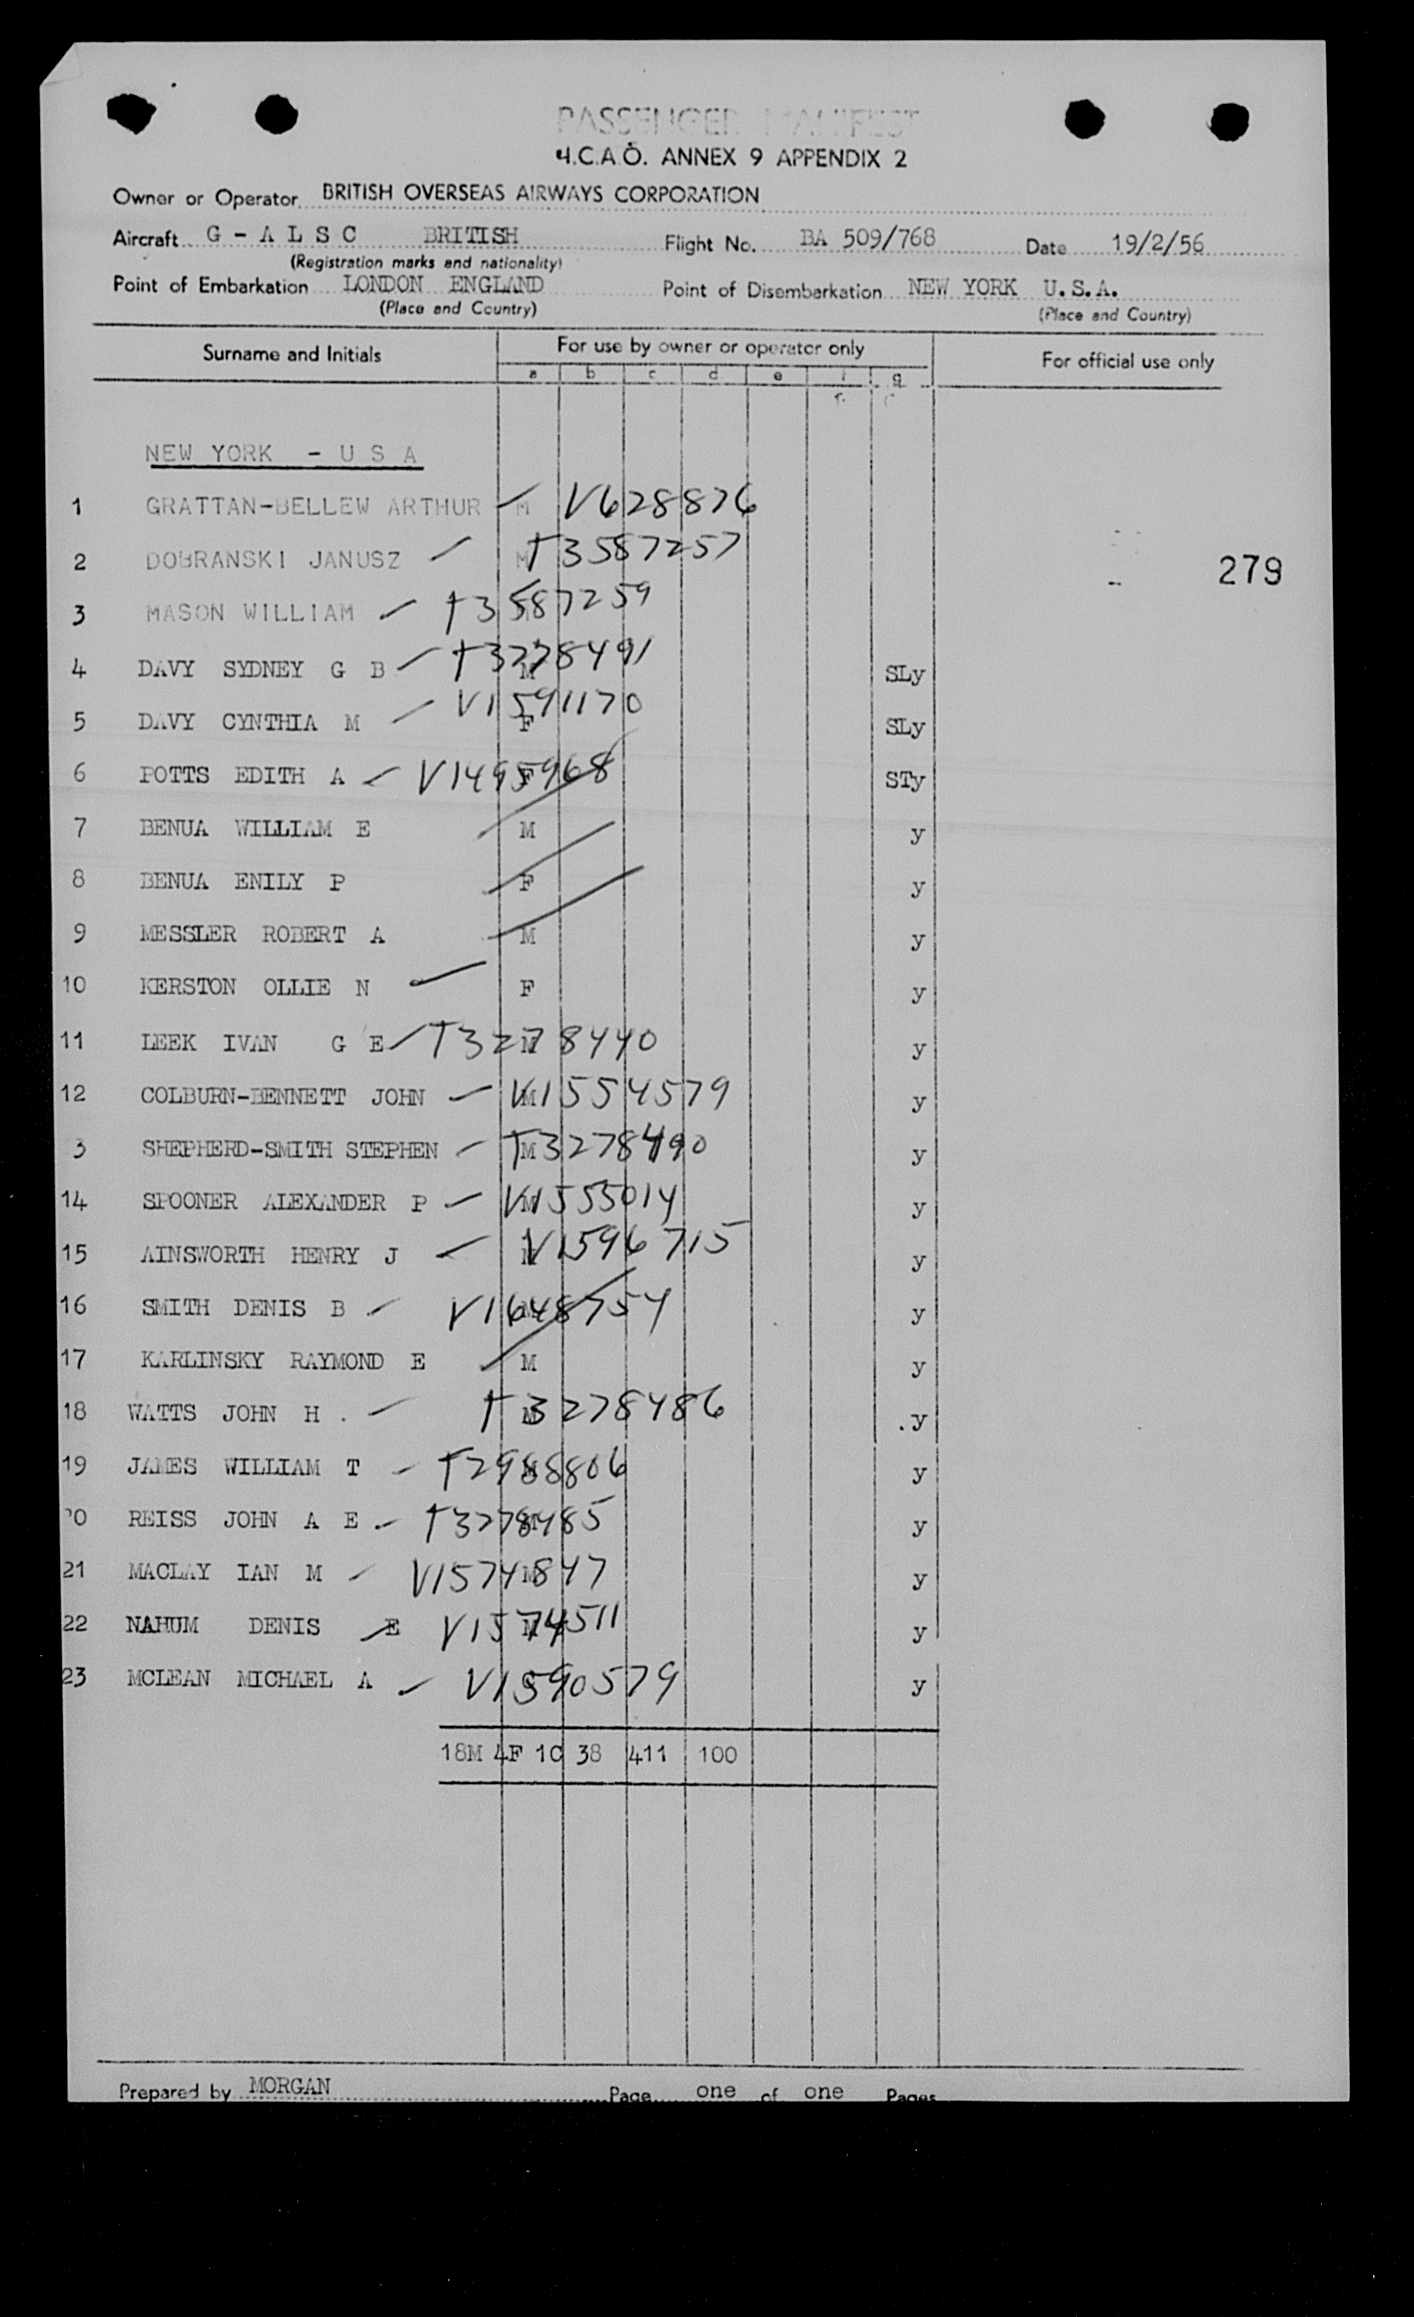 PASSENGER MANIFEST
I.C.A.O. ANNEX 9 APPENDIX 2
Owner or Operator BRITISH OVERSEAS AIRWAYS CORPORATION
Aircraft G - A L S C BRITISH Flight No. BA 509/768 Date 19/2/56
(Registration marks and nationality)
Point of Embarkation LONDON ENGLAND Point of Disembarkation NEW YORK U.S.A.
(Place and Country) (Place and Country)
Surname and Initials For use by owner or operator only For official use only
a b c d e f g
NEW YORK - U S A
1 GRATTAN-BELLEW ARTHUR M V628876
2 DOBRANSKI JANUSZ M T3587257
279
3 MASON WILLIAM T3587259
4 DAVY SYDNEY G B M T3278491 SLy
5 DAVY CYNTHIA M F V1591170 SLy
6 POTTS EDITH A F V1495968 STy
7 BENUA WILLIAM E M y
8 BENUA ENILY P F y
9 MESSLER ROBERT A M y
10 KERSTON OLLIE N F y
11 LEEK IVAN G E M T3278440 y
12 COLBURN-BENNETT JOHN M V1554579 y
3 SHEPHERD-SMITH STEPHEN M T3278490 y
14 SPOONER ALEXANDER P M V1555014 y
15 AINSWORTH HENRY J M V1596715 y
16 SMITH DENIS B M V1648754 y
17 KARLINSKY RAYMOND E M y
18 WATTS JOHN H . M T3278486 .y
19 JAMES WILLIAM T M T2988806 y
20 REISS JOHN A E M T3278485 y
21 MACLAY IAN M M V1574847 y
22 NAHUM DENIS E M V1574511 y
23 MCLEAN MICHAEL A V1590579 y
18M 4F 1C 38 411 100
Prepared by MORGAN Page one of one Pages